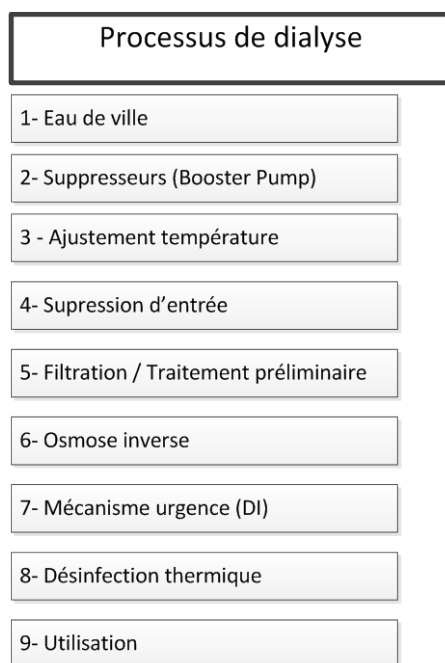 Processus de dialyse
1- Eau de ville
2- Suppresseurs (Booster Pump)
3 - Ajustement température
4- Supression d’entrée
5- Filtration / Traitement préliminaire
6- Osmose inverse
7- Mécanisme urgence (DI)
8- Désinfection thermique
9- Utilisation